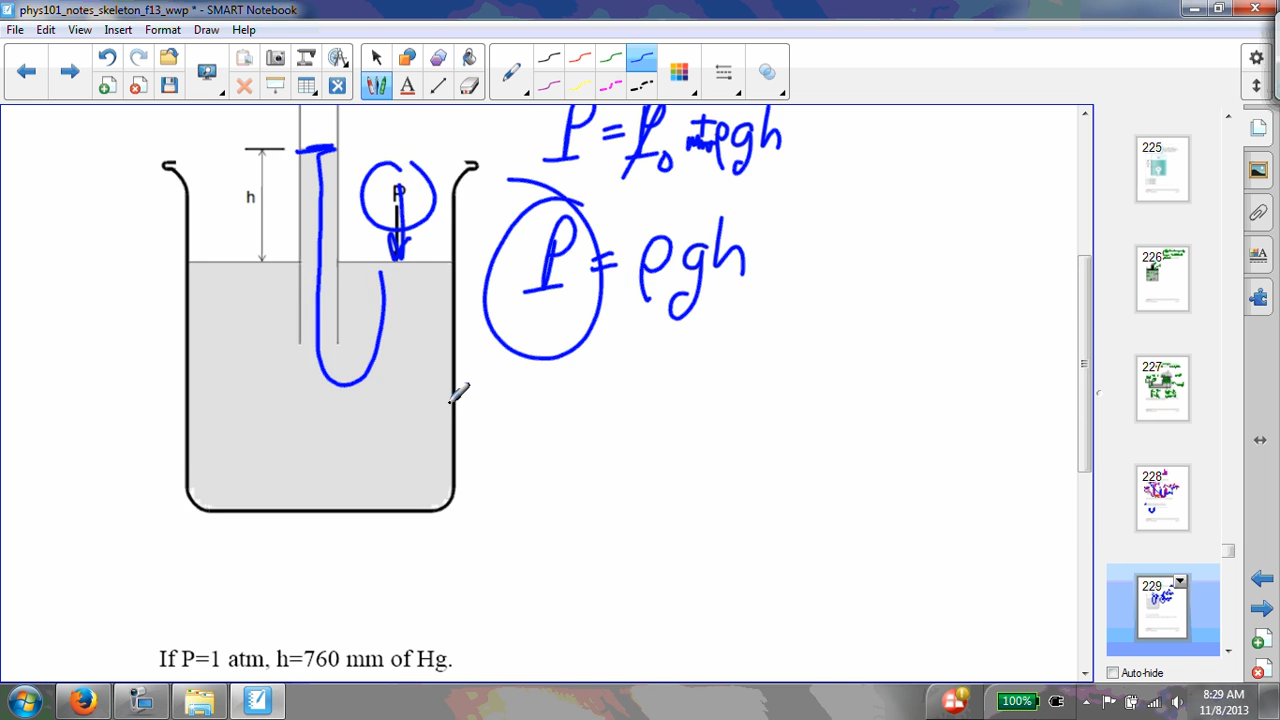 phys101_notes_skeleton_f13_wwp * - SMART Notebook
File Edit View Insert Format Draw Help
P = P₀ + ρgh
h
P
P = ρgh
If P=1 atm, h=760 mm of Hg.
225
226
227
228
229
Auto-hide
100%
8:29 AM
11/8/2013